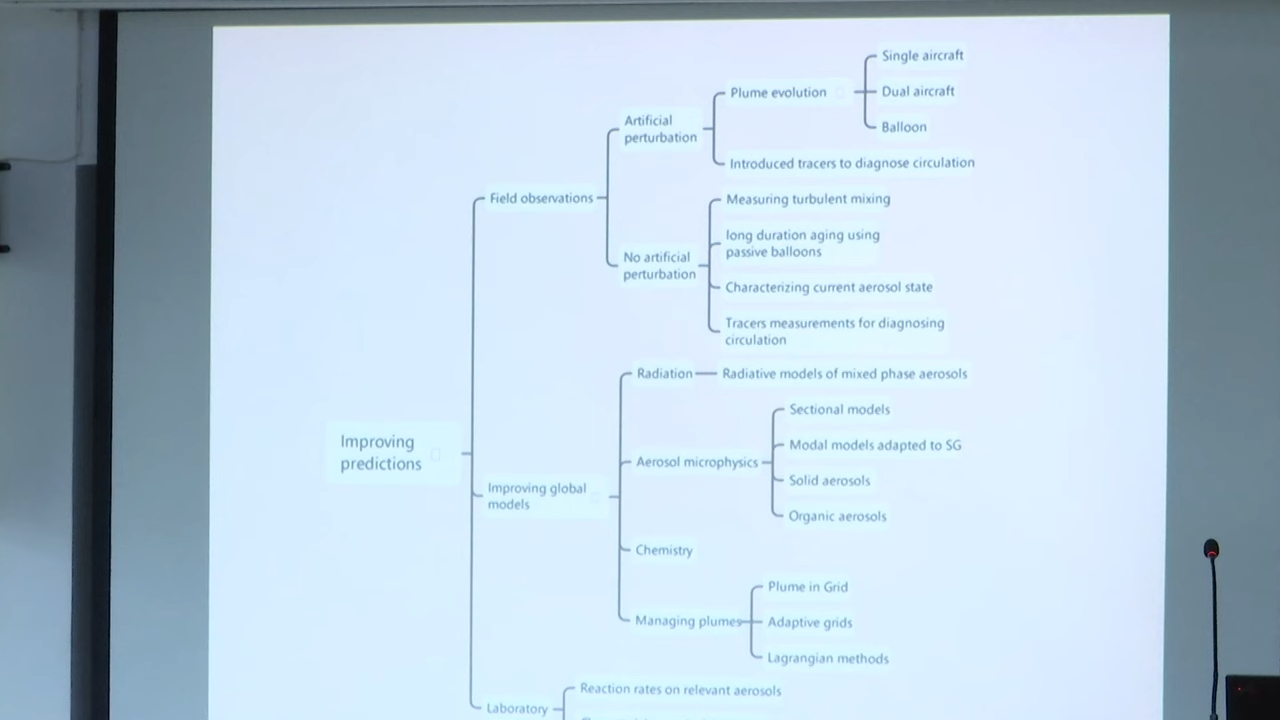 Single aircraft
Plume evolution
Dual aircraft
Artificial
perturbation
Balloon
Introduced tracers to diagnose circulation
Field observations
Measuring turbulent mixing
long duration aging using
passive balloons
No artificial
perturbation
Characterizing current aerosol state
Tracers measurements for diagnosing
circulation
Radiation
Radiative models of mixed phase aerosols
Sectional models
Improving
predictions
Modal models adapted to SG
Aerosol microphysics
Solid aerosols
Improving global
models
Organic aerosols
Chemistry
Plume in Grid
Managing plumes
Adaptive grids
Lagrangian methods
Reaction rates on relevant aerosols
Laboratory